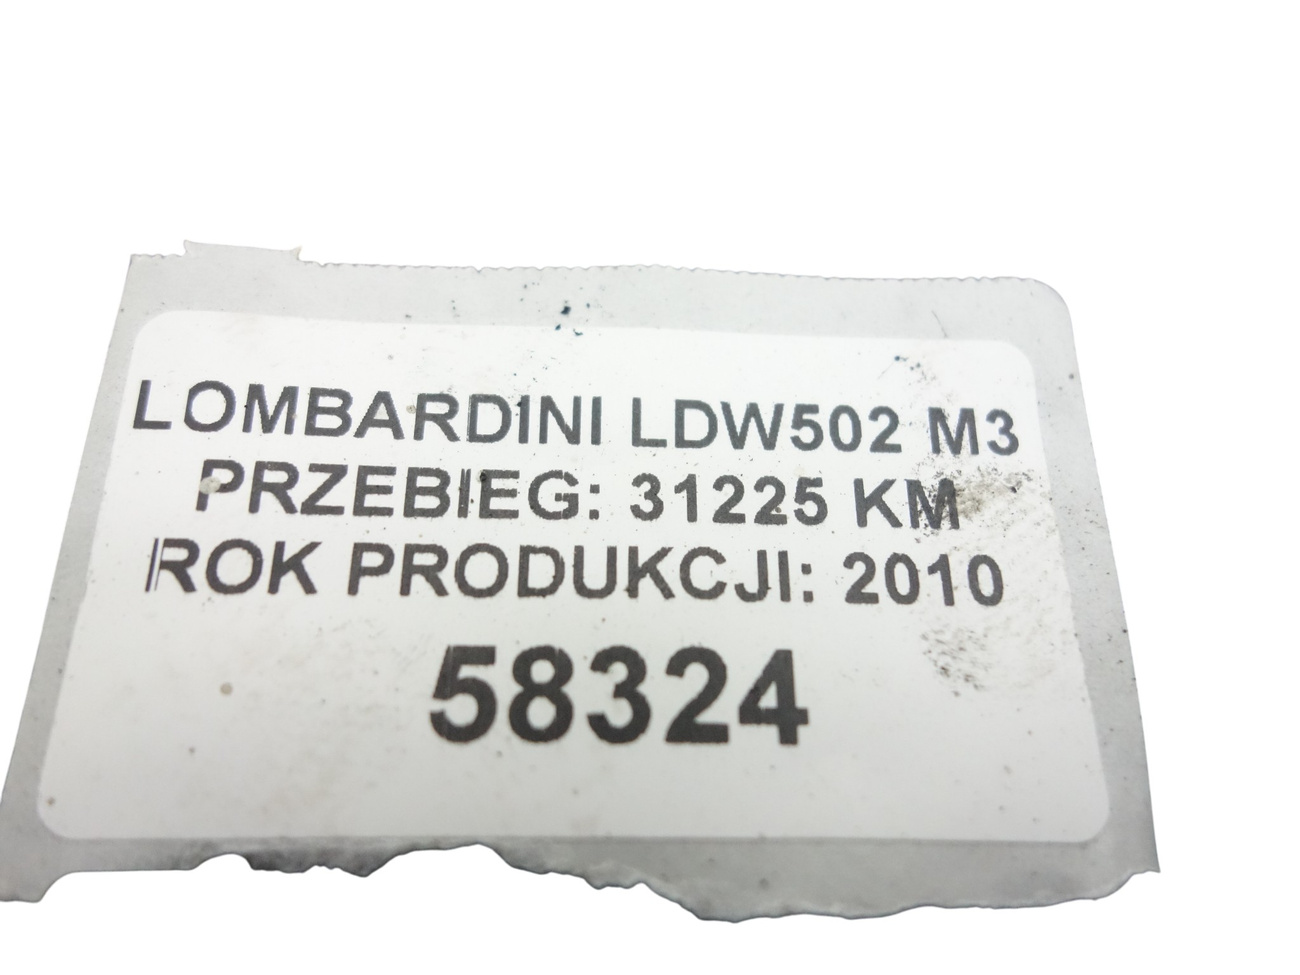 LOMBARDINI LDW502 M3
PRZEBIEG: 31225 KM
ROK PRODUKCJI: 2010
58324